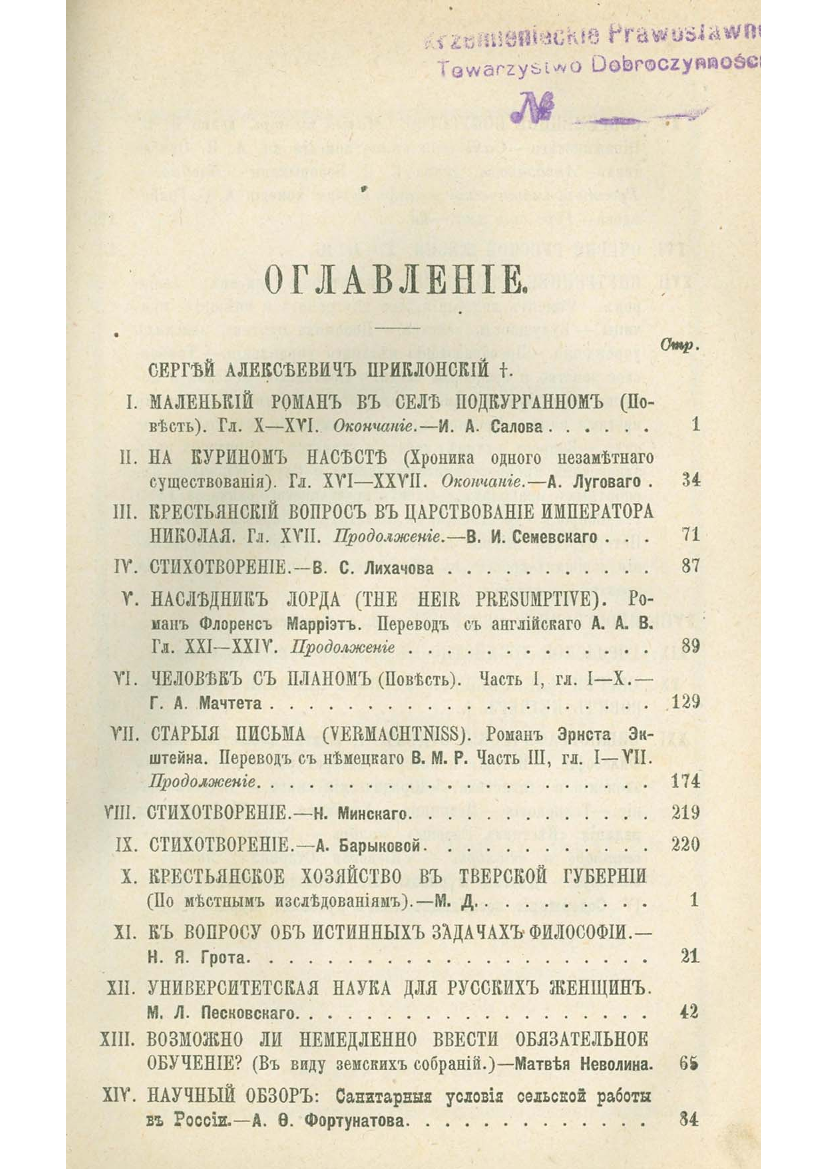 Krzemienieckie Prawosławn
Towarzystwo Dobroczynnośc
№
ОГЛАВЛЕНІЕ.
Стр.
СЕРГѢЙ АЛЕКСѢЕВИЧЪ ПРИКЛОНСКІЙ †.
I. МАЛЕНЬКІЙ РОМАНЪ ВЪ СЕЛѢ ПОДКУРГАННОМЪ (По-
вѣсть). Гл. X—XVI. Окончаніе.—И. А. Салова . . . . . . 1
II. НА КУРИНОМЪ НАСѢСТѢ (Хроника одного незамѣтнаго
существованія). Гл. XVI—XXVII. Окончаніе.—А. Луговаго . 34
III. КРЕСТЬЯНСКІЙ ВОПРОСЪ ВЪ ЦАРСТВОВАНІЕ ИМПЕРАТОРА
НИКОЛАЯ. Гл. XVII. Продолженіе.—В. И. Семевскаго . . . 71
IV. СТИХОТВОРЕНІЕ.—В. С. Лихачова . . . . . . . . . . . 87
V. НАСЛѢДНИКЪ ЛОРДА (THE HEIR PRESUMPTIVE). Ро-
манъ Флоренсъ Марріэтъ. Переводъ съ англійскаго А. А. В.
Гл. XXI—XXIV. Продолженіе . . . . . . . . . . . . . 89
VI. ЧЕЛОВѢКЪ СЪ ПЛАНОМЪ (Повѣсть). Часть I, гл. I—X.—
Г. А. Мачтета . . . . . . . . . . . . . . . . . . . . 129
VII. СТАРЫЯ ПИСЬМА (VERMACHTNISS). Романъ Эрнста Эк-
штейна. Переводъ съ нѣмецкаго В. М. Р. Часть III, гл. I—VII.
Продолженіе. . . . . . . . . . . . . . . . . . . . . 174
VIII. СТИХОТВОРЕНІЕ.—Н. Минскаго. . . . . . . . . . . . . 219
IX. СТИХОТВОРЕНІЕ.—А. Барыковой. . . . . . . . . . . . 220
X. КРЕСТЬЯНСКОЕ ХОЗЯЙСТВО ВЪ ТВЕРСКОЙ ГУБЕРНІИ
(По мѣстнымъ изслѣдованіямъ).—М. Д. . . . . . . . . . 1
XI. КЪ ВОПРОСУ ОБЪ ИСТИННЫХЪ ЗАДАЧАХЪ ФИЛОСОФІИ.—
Н. Я. Грота. . . . . . . . . . . . . . . . . . . . . 21
XII. УНИВЕРСИТЕТСКАЯ НАУКА ДЛЯ РУССКИХЪ ЖЕНЩИНЪ.
М. Л. Песковскаго. . . . . . . . . . . . . . . . . . 42
XIII. ВОЗМОЖНО ЛИ НЕМЕДЛЕННО ВВЕСТИ ОБЯЗАТЕЛЬНОЕ
ОБУЧЕНІЕ? (Въ виду земскихъ собраній.)—Матвѣя Неволина. 65
XIV. НАУЧНЫЙ ОБЗОРЪ: Санитарныя условія сельской работы
въ Россіи.—А. Ѳ. Фортунатова. . . . . . . . . . . . . 84